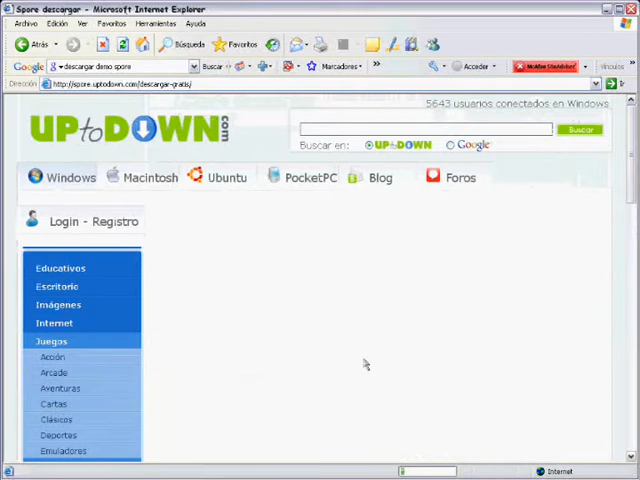 Spore descargar - Microsoft Internet Explorer
Archivo Edición Ver Favoritos Herramientas Ayuda
Atrás Búsqueda Favoritos
Google descargar demo spore Buscar Marcadores Acceder McAfee SiteAdvisor Vínculos
Dirección http://spore.uptodown.com/descargar-gratis/ Ir
5643 usuarios conectados en Windows
UPtoDOWN.com
Buscar
Buscar en: UPtoDOWN Google
Windows Macintosh Ubuntu PocketPC Blog Foros
Login - Registro
Educativos
Escritorio
Imágenes
Internet
Juegos
Acción
Arcade
Aventuras
Cartas
Clásicos
Deportes
Emuladores
Internet